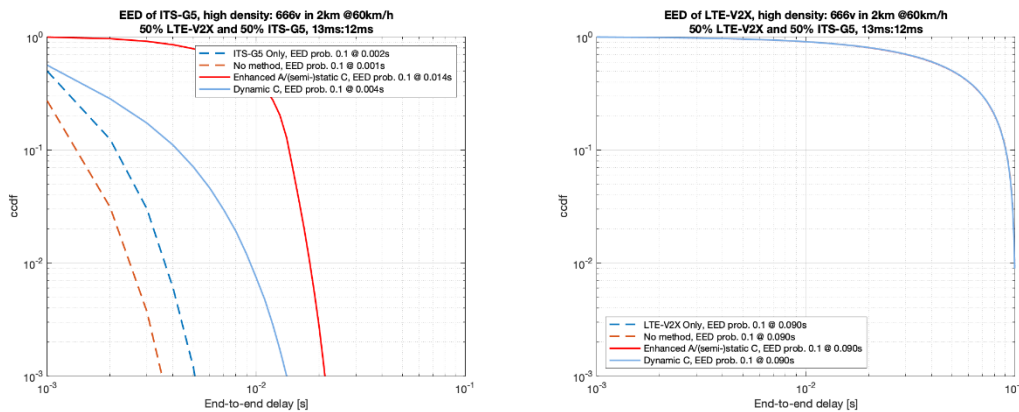 EED of ITS-G5, high density: 666v in 2km @60km/h
50% LTE-V2X and 50% ITS-G5, 13ms:12ms
ITS-G5 Only, EED prob. 0.1 @ 0.002s
No method, EED prob. 0.1 @ 0.001s
Enhanced A/(semi-)static C, EED prob. 0.1 @ 0.014s
Dynamic C, EED prob. 0.1 @ 0.004s
10^0
10^-1
10^-2
10^-3
ccdf
10^-3
10^-2
10^-1
End-to-end delay [s]
EED of LTE-V2X, high density: 666v in 2km @60km/h
50% LTE-V2X and 50% ITS-G5, 13ms:12ms
10^0
10^-1
10^-2
10^-3
ccdf
LTE-V2X Only, EED prob. 0.1 @ 0.090s
No method, EED prob. 0.1 @ 0.090s
Enhanced A/(semi-)static C, EED prob. 0.1 @ 0.090s
Dynamic C, EED prob. 0.1 @ 0.090s
10^-3
10^-2
10^-1
End-to-end delay [s]